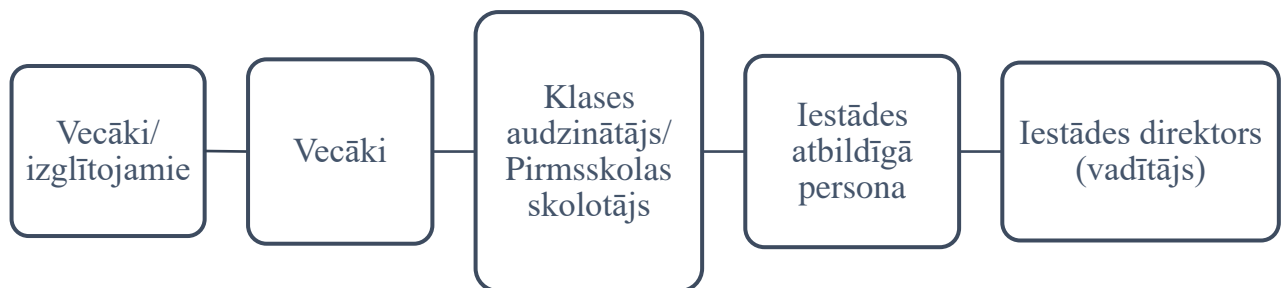 Vecāki/
izglītojamie
Vecāki
Klases
audzinātājs/
Pirmsskolas
skolotājs
Iestādes
atbildīgā
persona
Iestādes direktors
(vadītājs)